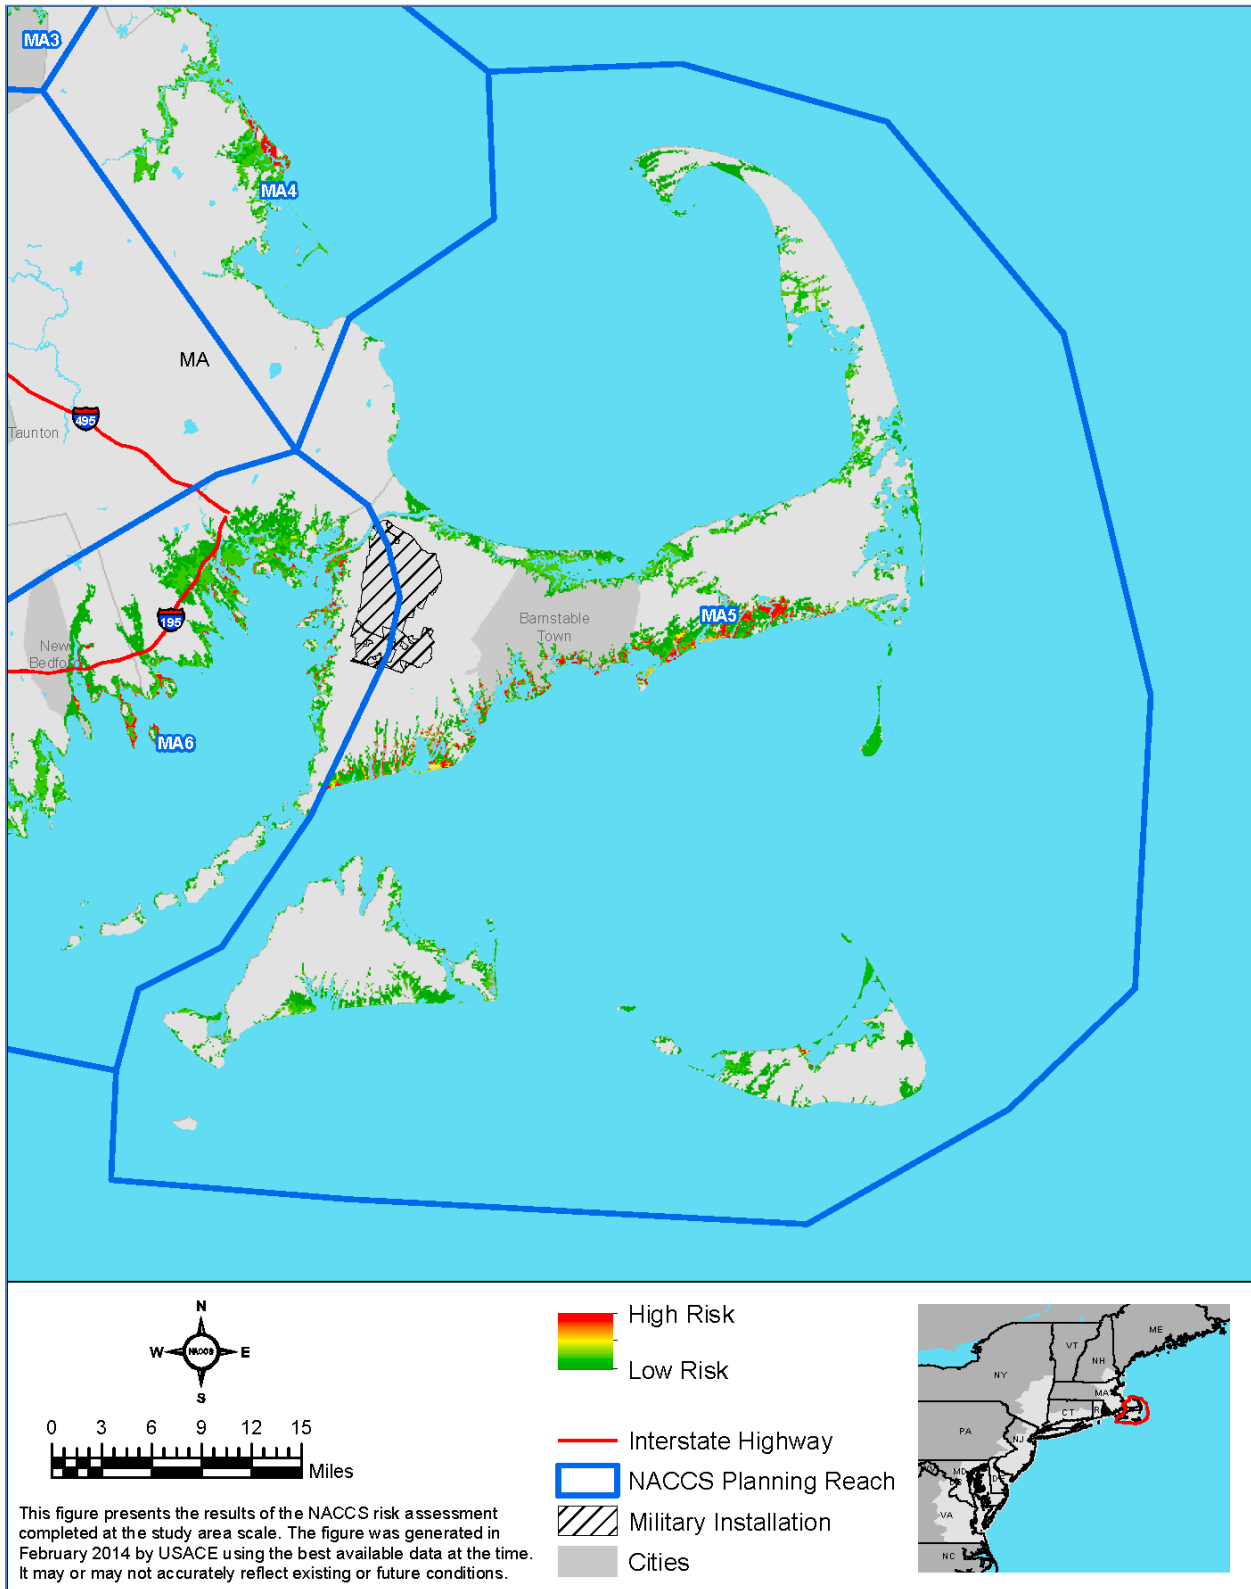 MA3
MA4
MA
495
Taunton
MA5
Barnstable
Town
195
New
Bedford
MA6
N
W
NACCS
E
S
0 3 6 9 12 15
Miles
High Risk
Low Risk
Interstate Highway
NACCS Planning Reach
Military Installation
Cities
This figure presents the results of the NACCS risk assessment
completed at the study area scale. The figure was generated in
February 2014 by USACE using the best available data at the time.
It may or may not accurately reflect existing or future conditions.
ME
VT
NH
NY
MA
CT
PA
NJ
MD
VA
NC